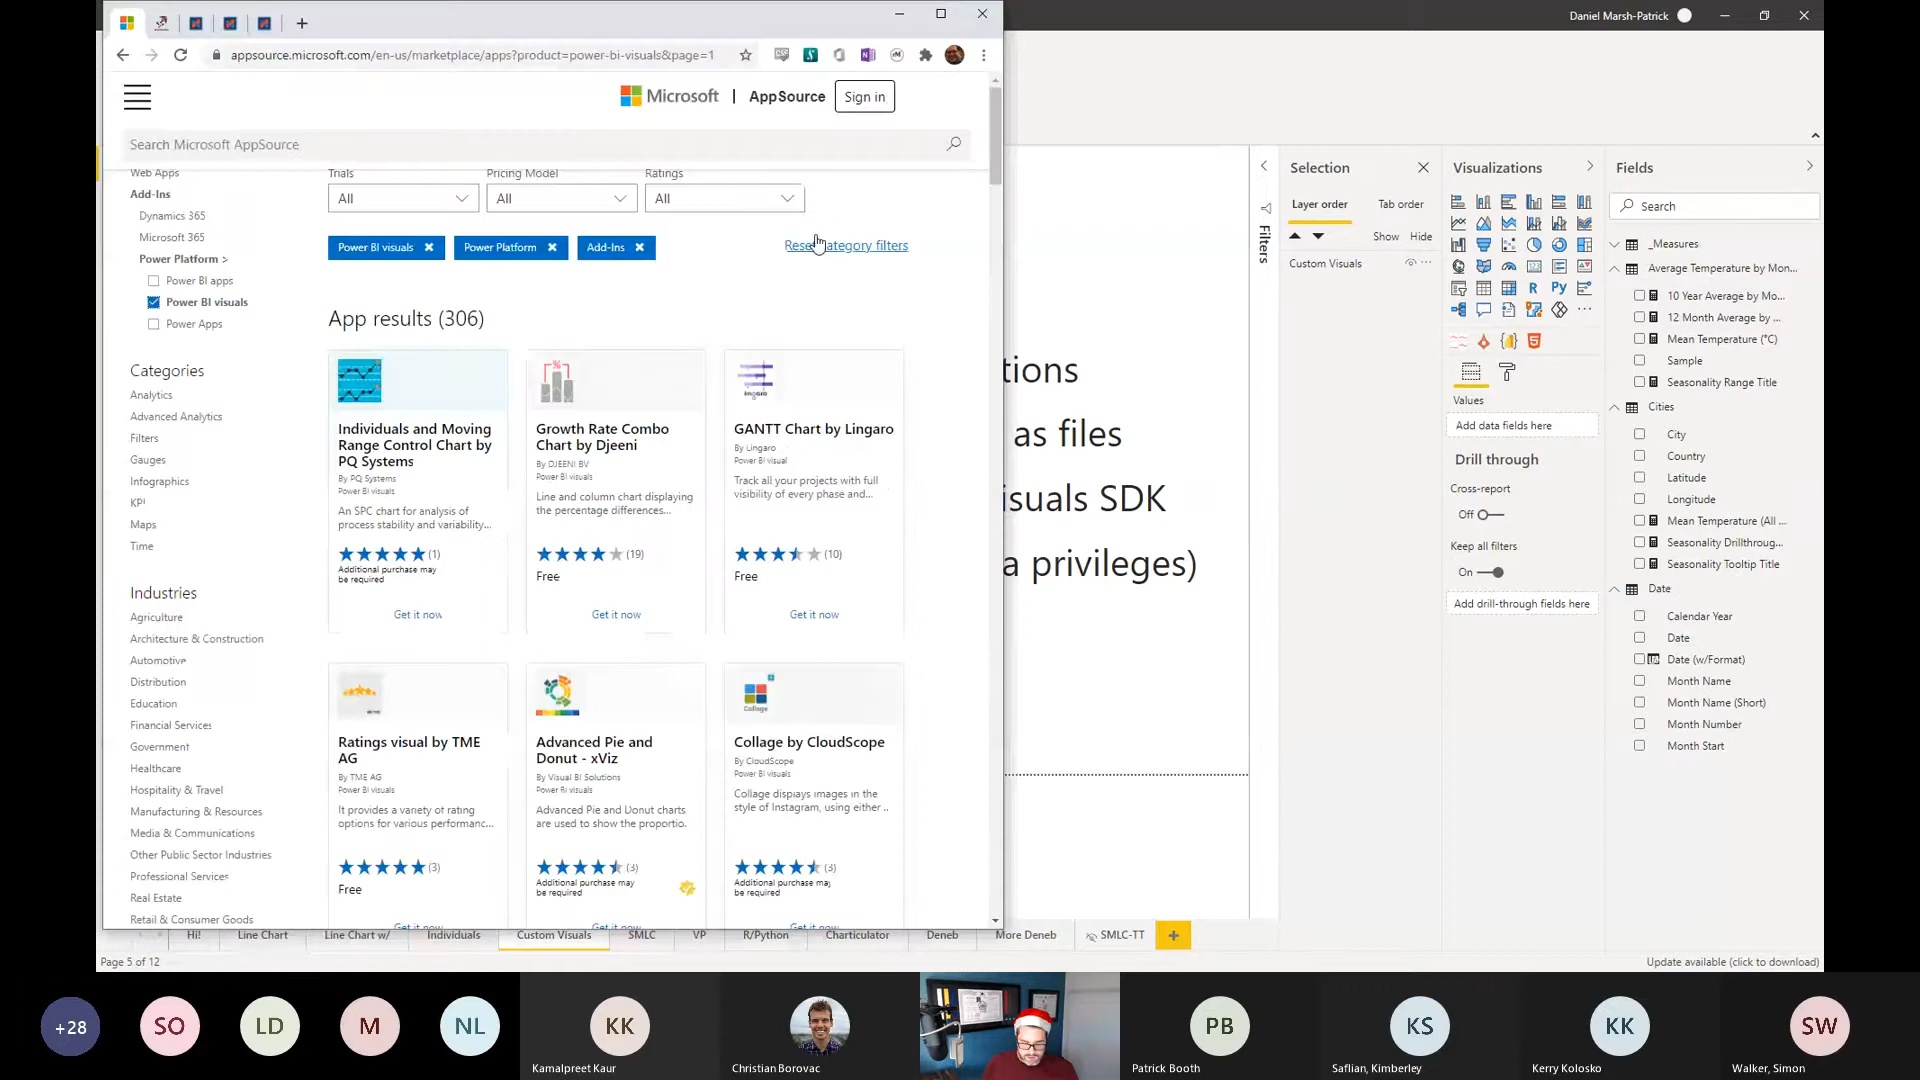 Daniel Marsh-Patrick
appsource.microsoft.com/en-us/marketplace/apps?product=power-bi-visuals&page=1
Microsoft | AppSource
Sign in
Search Microsoft AppSource
Web Apps
Add-Ins
Dynamics 365
Microsoft 365
Power Platform >
Power BI apps
Power BI visuals
Power Apps
Categories
Analytics
Advanced Analytics
Filters
Gauges
Infographics
KPI
Maps
Time
Industries
Agriculture
Architecture & Construction
Automotive
Distribution
Education
Financial Services
Government
Healthcare
Hospitality & Travel
Manufacturing & Resources
Media & Communications
Other Public Sector Industries
Professional Services
Real Estate
Retail & Consumer Goods
Trials
Pricing Model
Ratings
All
All
All
Power BI visuals
Power Platform
Add-Ins
Reset category filters
App results (306)
Individuals and Moving
Range Control Chart by
PQ Systems
By PQ Systems
Power BI visuals
An SPC chart for analysis of
process stability and variability...
(1)
Additional purchase may
be required
Get it now
Growth Rate Combo
Chart by Djeeni
By DJEENI BV
Power BI visuals
Line and column chart displaying
the percentage differences...
(19)
Free
Get it now
lingaro
GANTT Chart by Lingaro
By Lingaro
Power BI visual
Track all your projects with full
visibility of every phase and...
(10)
Free
Get it now
Ratings visual by TME
AG
By TME AG
Power BI visuals
It provides a variety of rating
options for various performanc...
(3)
Free
Get it now
Advanced Pie and
Donut - xViz
By Visual BI Solutions
Power BI visuals
Advanced Pie and Donut charts
are used to show the proportio.
(3)
Additional purchase may
be required
Get it now
Collage
Collage by CloudScope
By CloudScope
Power BI visuals
Collage displays images in the
style of Instagram, using either ..
(3)
Additional purchase may
be required
Get it now
tions
as files
isuals SDK
a privileges)
Filters
Selection
Layer order
Tab order
Show
Hide
Custom Visuals
Visualizations
R
Py
Values
Add data fields here
Drill through
Cross-report
Off
Keep all filters
On
Add drill-through fields here
Fields
Search
_Measures
Average Temperature by Mon...
10 Year Average by Mo...
12 Month Average by ...
Mean Temperature (°C)
Sample
Seasonality Range Title
Cities
City
Country
Latitude
Longitude
Mean Temperature (All ...
Seasonality Drillthroug...
Seasonality Tooltip Title
Date
Calendar Year
Date
Date (w/Format)
Month Name
Month Name (Short)
Month Number
Month Start
Hi!
Line Chart
Line Chart w/
Individuals
Custom Visuals
SMLC
VP
R/Python
Charticulator
Deneb
More Deneb
SMLC-TT
Page 5 of 12
Update available (click to download)
+28
SO
LD
M
NL
KK
Kamalpreet Kaur
Christian Borovac
PB
Patrick Booth
KS
Saflian, Kimberley
KK
Kerry Kolosko
SW
Walker, Simon